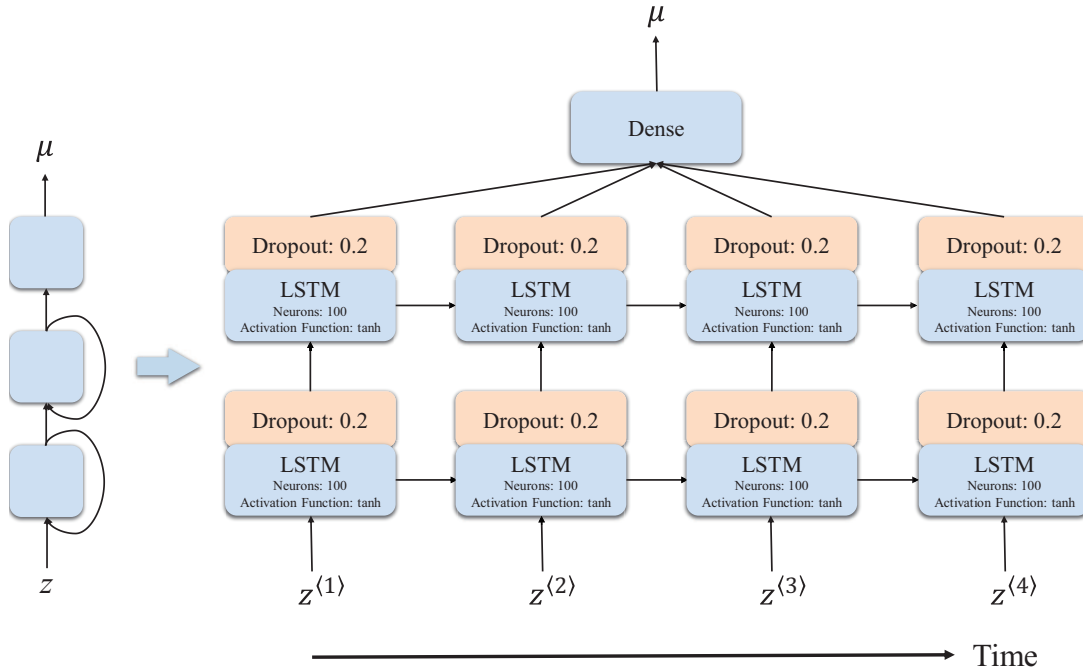 μ
Dense
μ
Dropout: 0.2
Dropout: 0.2
Dropout: 0.2
Dropout: 0.2
LSTM
Neurons: 100
Activation Function: tanh
LSTM
Neurons: 100
Activation Function: tanh
LSTM
Neurons: 100
Activation Function: tanh
LSTM
Neurons: 100
Activation Function: tanh
Dropout: 0.2
Dropout: 0.2
Dropout: 0.2
Dropout: 0.2
LSTM
Neurons: 100
Activation Function: tanh
LSTM
Neurons: 100
Activation Function: tanh
LSTM
Neurons: 100
Activation Function: tanh
LSTM
Neurons: 100
Activation Function: tanh
z
z⟨1⟩
z⟨2⟩
z⟨3⟩
z⟨4⟩
Time